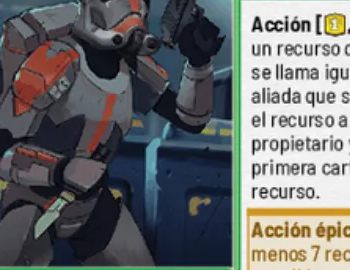 Acción [1,
un recurso
se llama igu
aliada que s
el recurso a
propietario y
primera car
recurso.
Acción épic
menos 7 rec